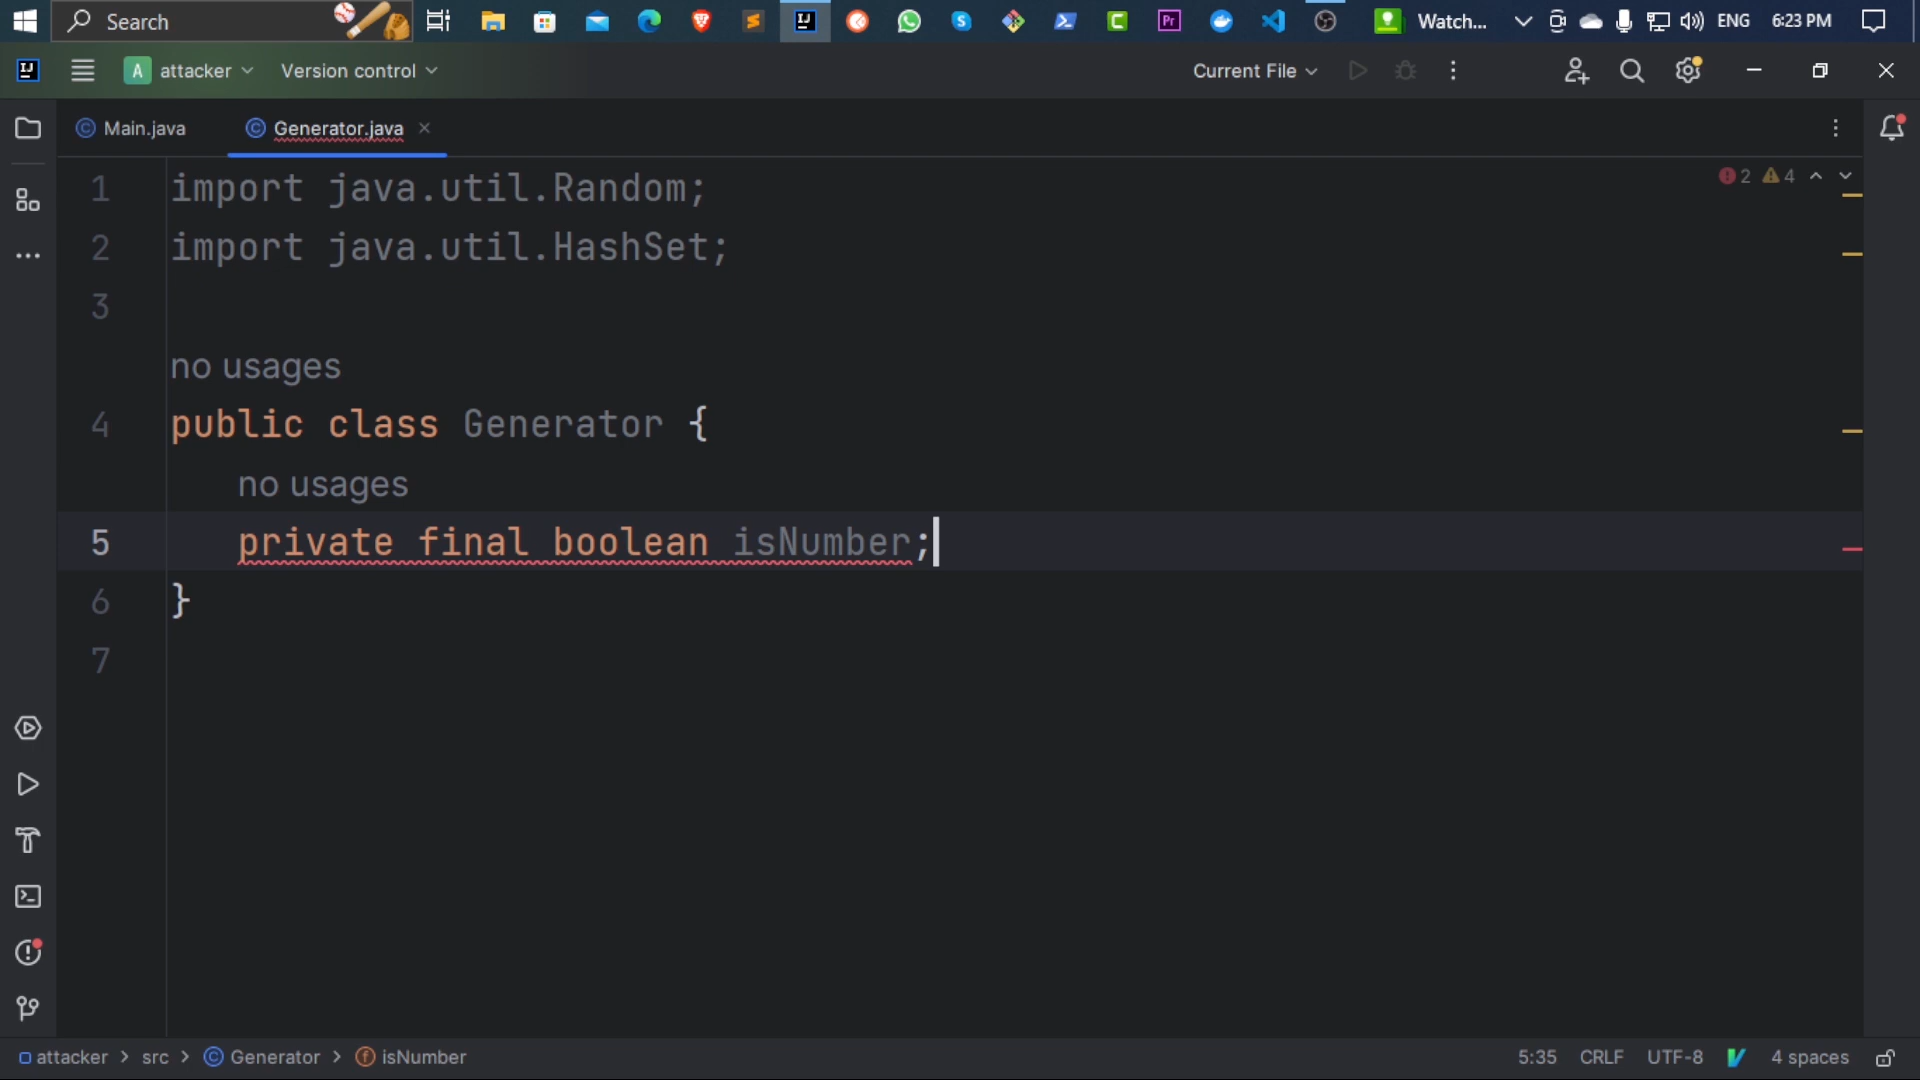 Search
Watch...
ENG
6:23 PM
attacker
Version control
Current File
Main.java
Generator.java
2 4
1 import java.util.Random;
2 import java.util.HashSet;
3
no usages
4 public class Generator {
no usages
5 private final boolean isNumber;
6 }
7
attacker > src > Generator > isNumber
5:35 CRLF UTF-8 4 spaces